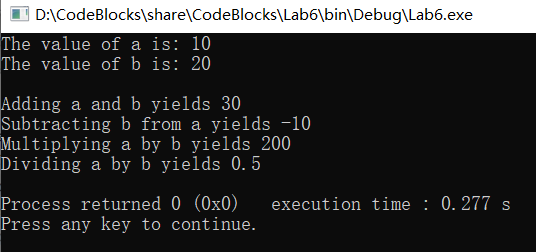 D:\CodeBlocks\share\CodeBlocks\Lab6\bin\Debug\Lab6.exe
The value of a is: 10
The value of b is: 20
Adding a and b yields 30
Subtracting b from a yields -10
Multiplying a by b yields 200
Dividing a by b yields 0.5
Process returned 0 (0x0)   execution time : 0.277 s
Press any key to continue.